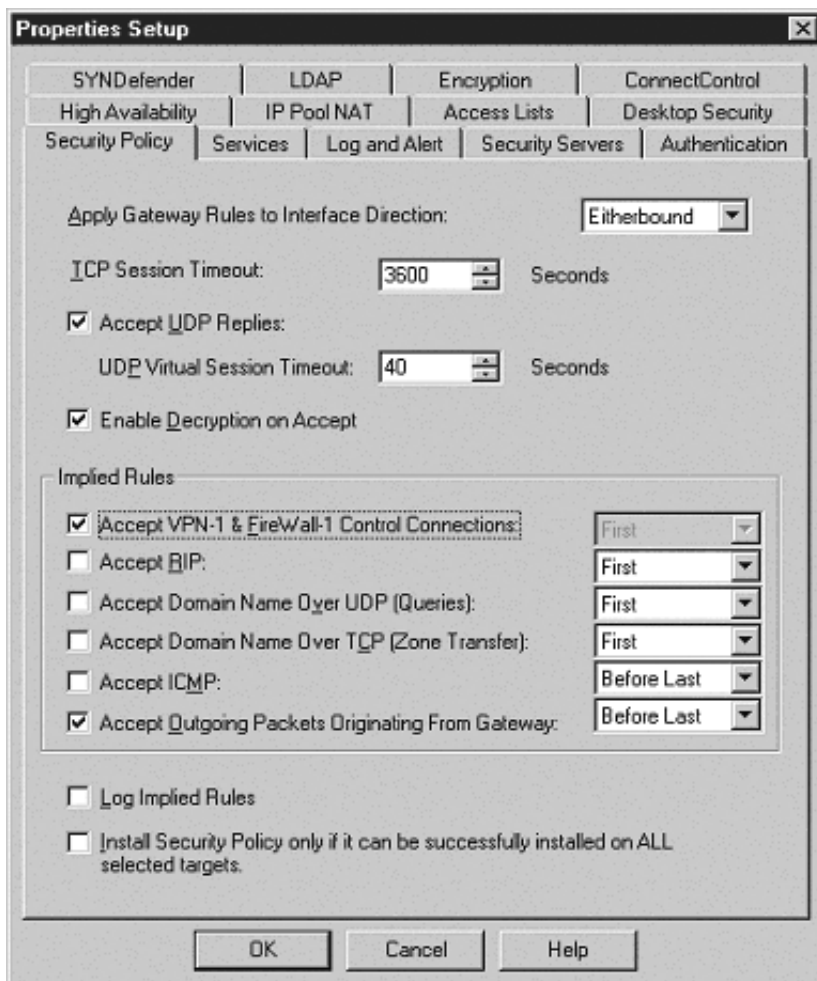 Properties Setup
SYNDefender LDAP Encryption ConnectControl
High Availability IP Pool NAT Access Lists Desktop Security
Security Policy Services Log and Alert Security Servers Authentication
Apply Gateway Rules to Interface Direction: Eitherbound
TCP Session Timeout: 3600 Seconds
Accept UDP Replies:
UDP Virtual Session Timeout: 40 Seconds
Enable Decryption on Accept
Implied Rules
Accept VPN-1 & FireWall-1 Control Connections: First
Accept RIP: First
Accept Domain Name Over UDP (Queries): First
Accept Domain Name Over TCP (Zone Transfer): First
Accept ICMP: Before Last
Accept Outgoing Packets Originating From Gateway: Before Last
Log Implied Rules
Install Security Policy only if it can be successfully installed on ALL
selected targets.
OK Cancel Help